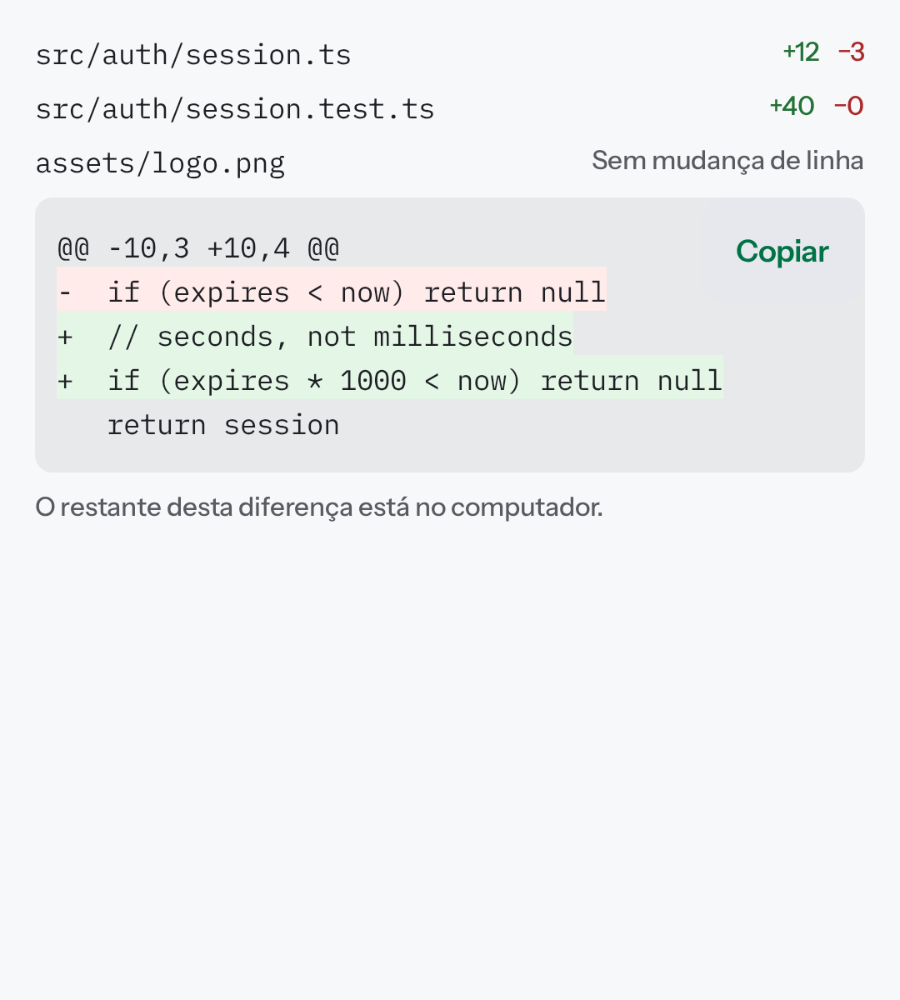 src/auth/session.ts +12 −3
src/auth/session.test.ts +40 −0
assets/logo.png Sem mudança de linha
@@ -10,3 +10,4 @@ Copiar
-  if (expires < now) return null
+  // seconds, not milliseconds
+  if (expires * 1000 < now) return null
   return session
O restante desta diferença está no computador.